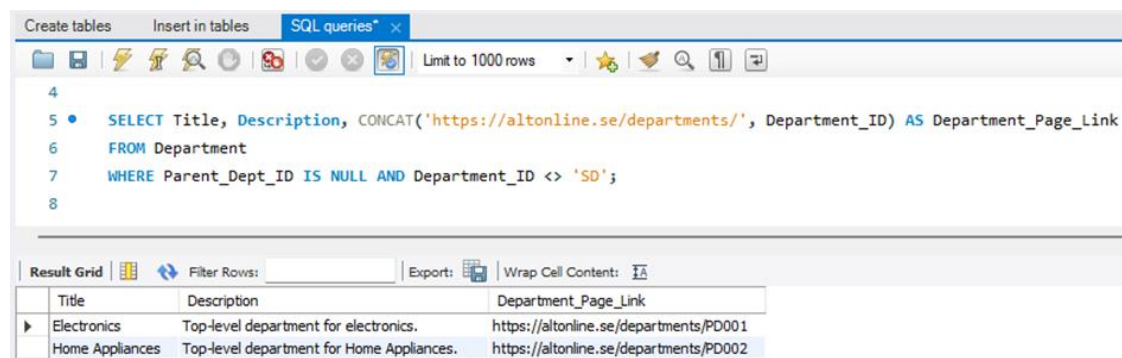 Create tables Insert in tables SQL queries* ×
Limit to 1000 rows
4
5 SELECT Title, Description, CONCAT('https://altonline.se/departments/', Department_ID) AS Department_Page_Link
6 FROM Department
7 WHERE Parent_Dept_ID IS NULL AND Department_ID <> 'SD';
8
Result Grid Filter Rows: Export: Wrap Cell Content: IA
Title Description Department_Page_Link
Electronics Top-level department for electronics. https://altonline.se/departments/PD001
Home Appliances Top-level department for Home Appliances. https://altonline.se/departments/PD002